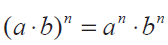 (a · b)ⁿ = aⁿ · bⁿ